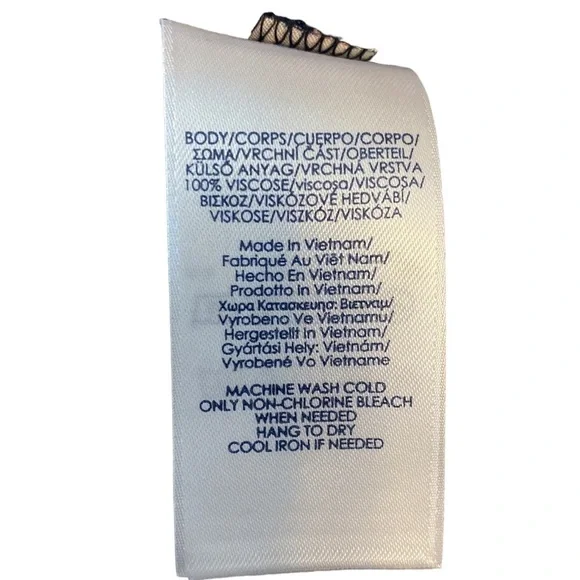 BODY/CORPS/CUERPO/CORPO/
ΣΩΜΑ/VRCHNÍ ČÁST/OBERTEIL/
KÜLSŐ ANYAG/VRCHNÁ VRSTVA
100% VISCOSE/viscosa/VISCOSA/
ΒΙΣΚΟΖ/VISKÓZOVÉ HEDVÁBÍ/
VISKOSE/VISZKÓZ/VISKÓZA
Made In Vietnam/
Fabriqué Au Viêt Nam/
Hecho En Vietnam/
Prodotto In Vietnam/
Χωρα Κατασκευησ: Βιετναμ/
Vyrobeno Ve Vietnamu/
Hergestellt in Vietnam/
Gyártási Hely: Vietnám/
Vyrobené Vo Vietname
MACHINE WASH COLD
ONLY NON-CHLORINE BLEACH
WHEN NEEDED
HANG TO DRY
COOL IRON IF NEEDED